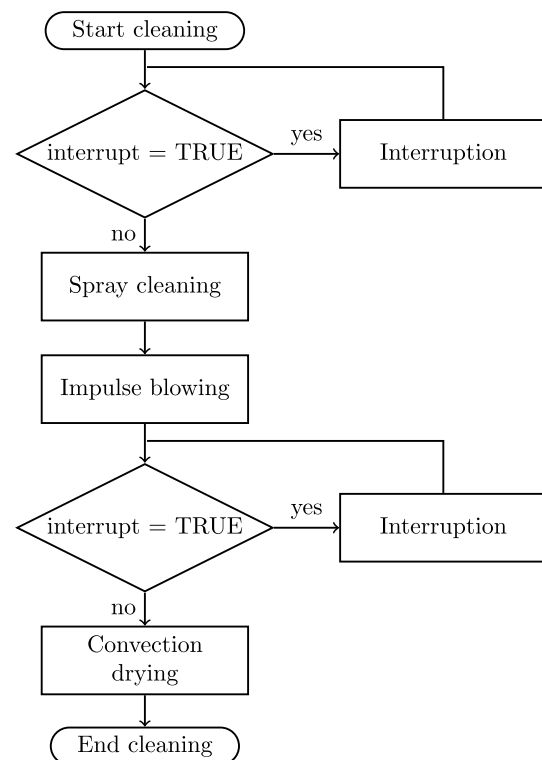 Start cleaning
interrupt = TRUE
yes
Interruption
no
Spray cleaning
Impulse blowing
interrupt = TRUE
yes
Interruption
no
Convection
drying
End cleaning